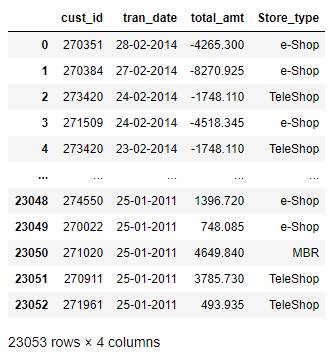 cust_id tran_date total_amt Store_type
0 270351 28-02-2014 -4265.300 e-Shop
1 270384 27-02-2014 -8270.925 e-Shop
2 273420 24-02-2014 -1748.110 TeleShop
3 271509 24-02-2014 -4518.345 e-Shop
4 273420 23-02-2014 -1748.110 TeleShop
... ... ... ... ...
23048 274550 25-01-2011 1396.720 e-Shop
23049 270022 25-01-2011 748.085 e-Shop
23050 271020 25-01-2011 4649.840 MBR
23051 270911 25-01-2011 3785.730 TeleShop
23052 271961 25-01-2011 493.935 TeleShop
23053 rows × 4 columns